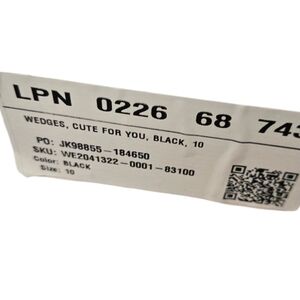 LPN 0226 68 743
WEDGES, CUTE FOR YOU, BLACK, 10
PO: JK98855-184650
SKU: WE2041322-0001-83100
Color: BLACK
Size: 10